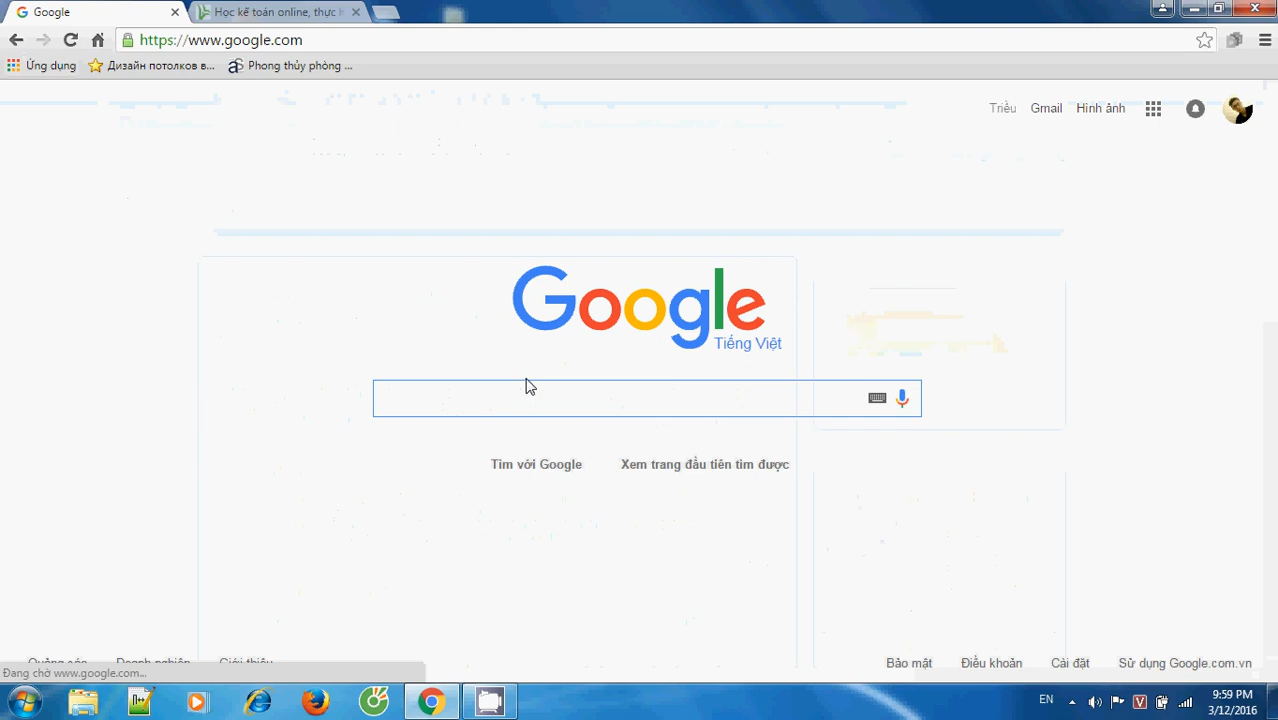 Google
Học kế toán online, thực h
https://www.google.com
Ứng dụng
Дизайн потолков в...
Phong thủy phòng ...
Triều
Gmail
Hình ảnh
Google
Tiếng Việt
Tìm với Google
Xem trang đầu tiên tìm được
Quảng cáo
Doanh nghiệp
Giới thiệu
Bảo mật
Điều khoản
Cài đặt
Sử dụng Google.com.vn
Đang chờ www.google.com...
EN
9:59 PM
3/12/2016